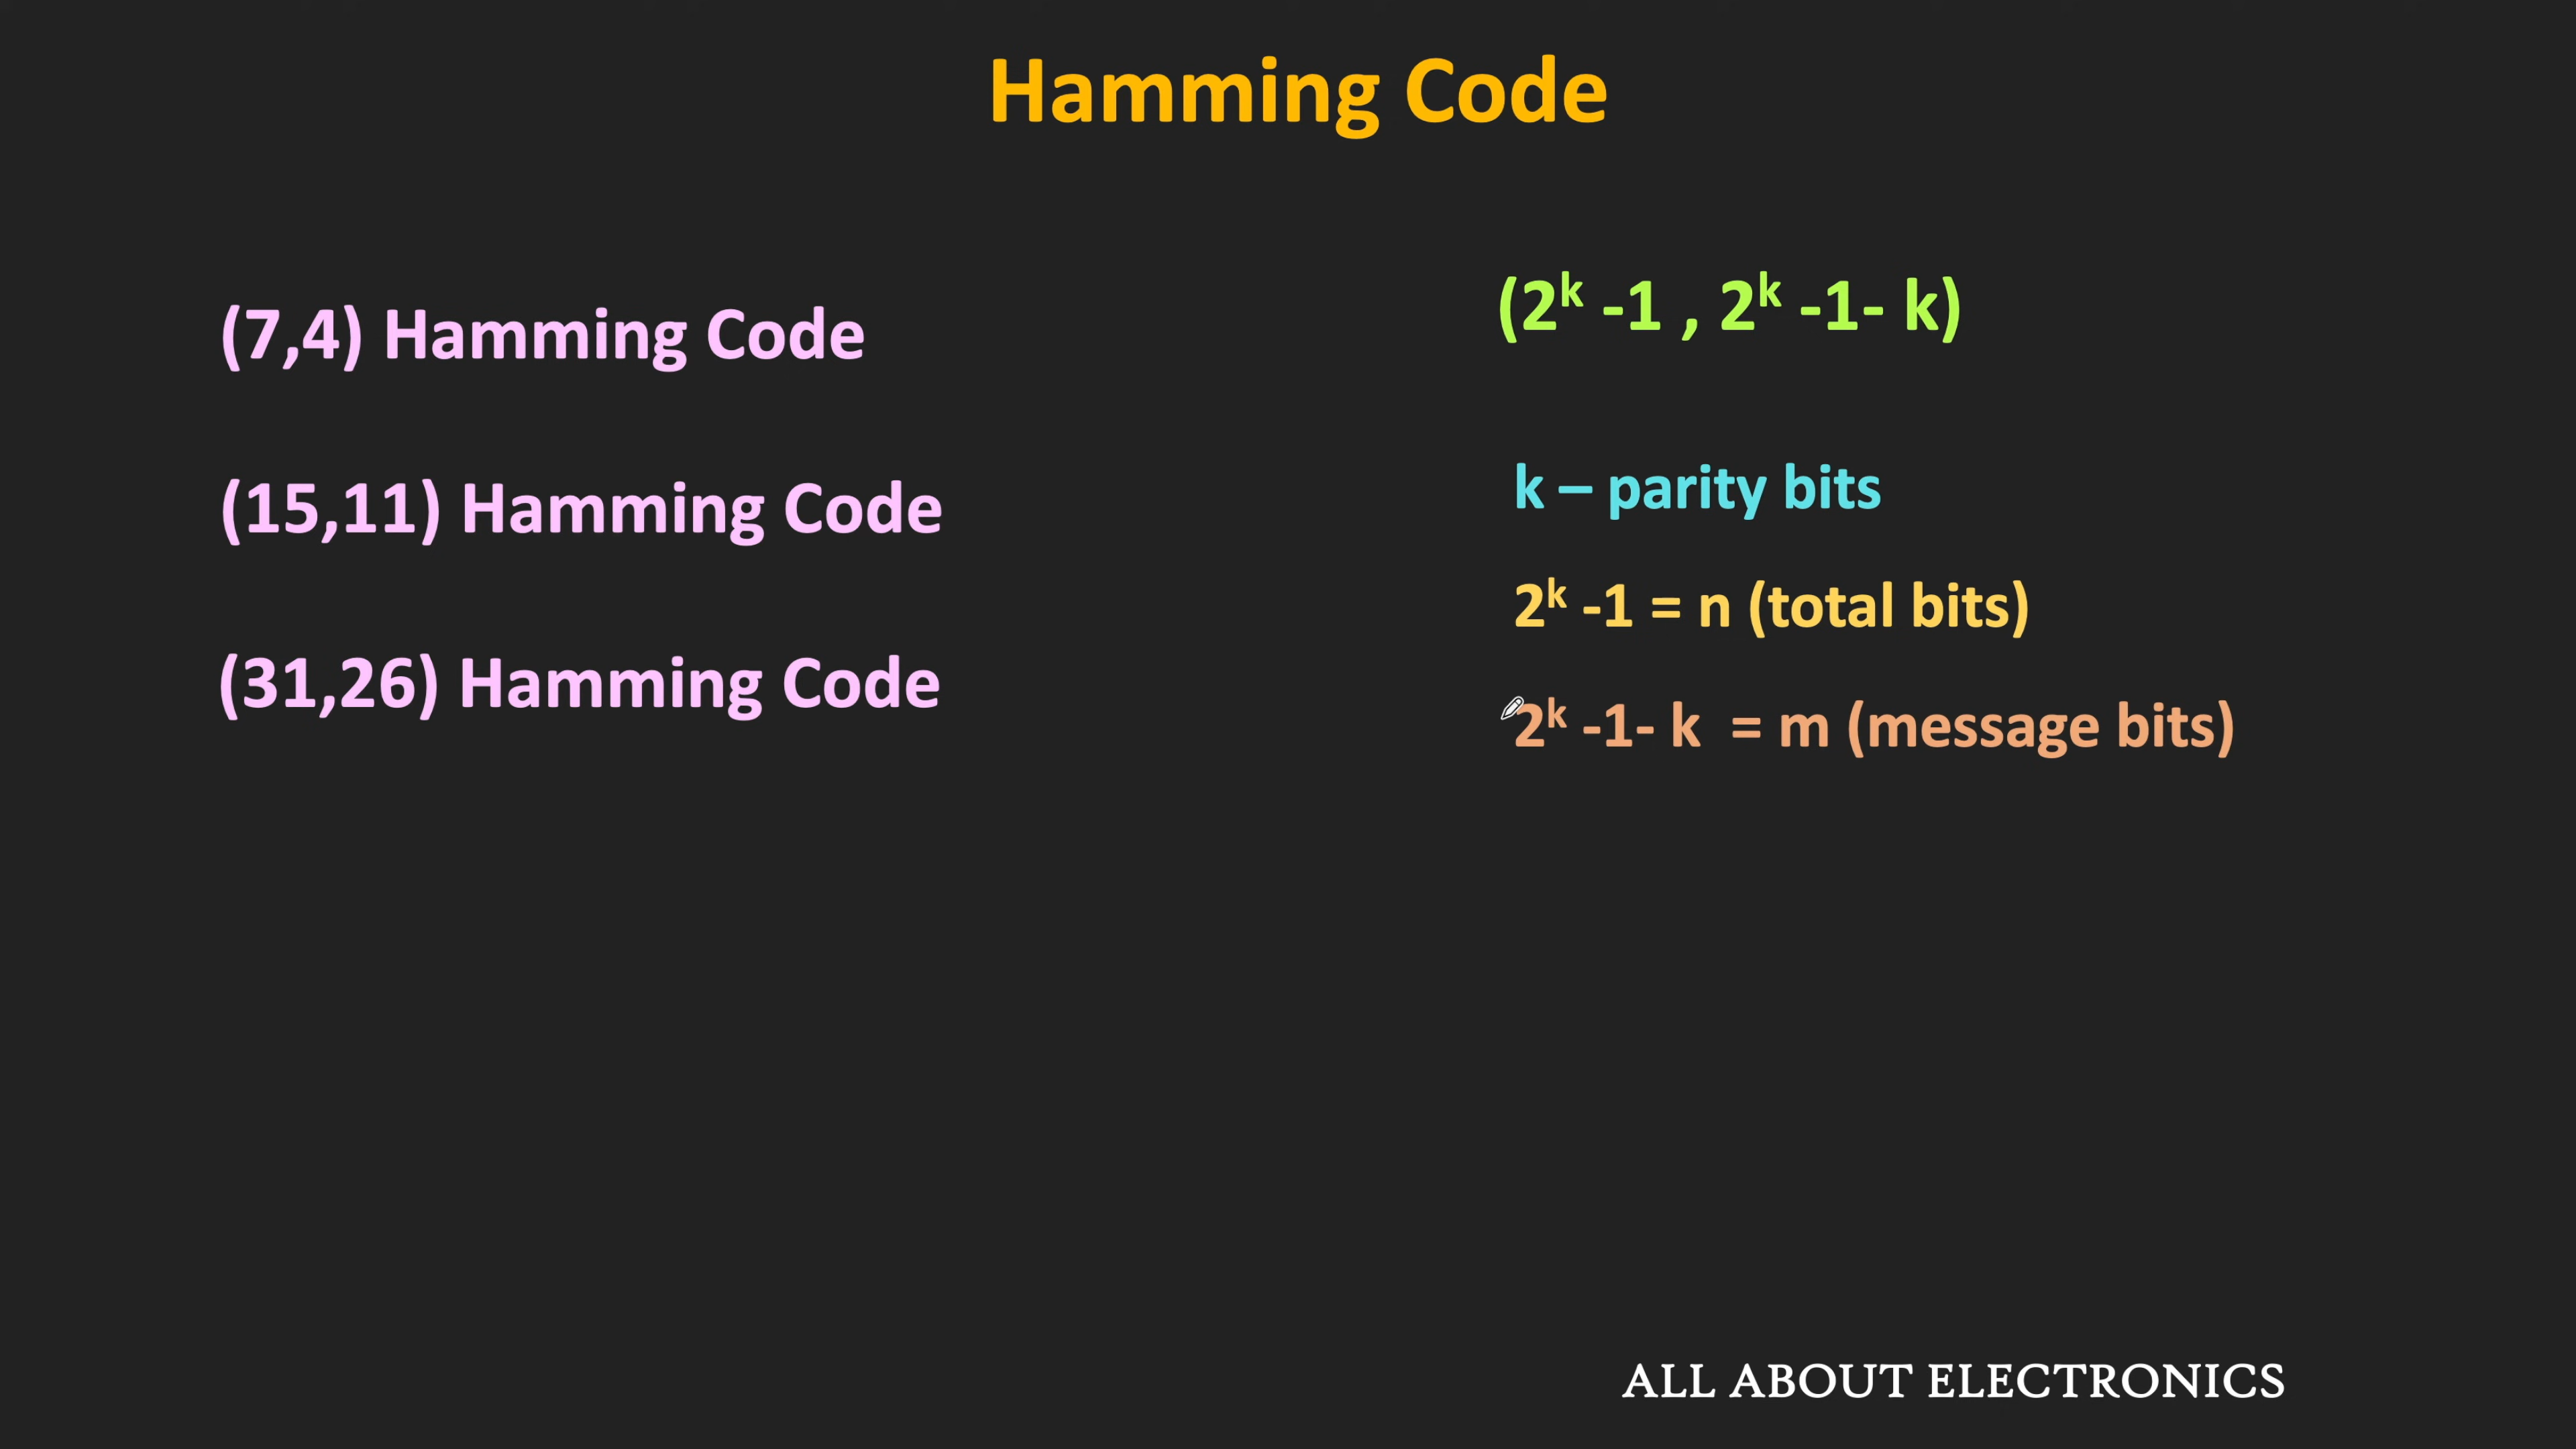 Hamming Code
(7,4) Hamming Code
(15,11) Hamming Code
(31,26) Hamming Code
(2ᵏ -1 , 2ᵏ -1- k)
k – parity bits
2ᵏ -1 = n (total bits)
2ᵏ -1- k = m (message bits)
ALL ABOUT ELECTRONICS